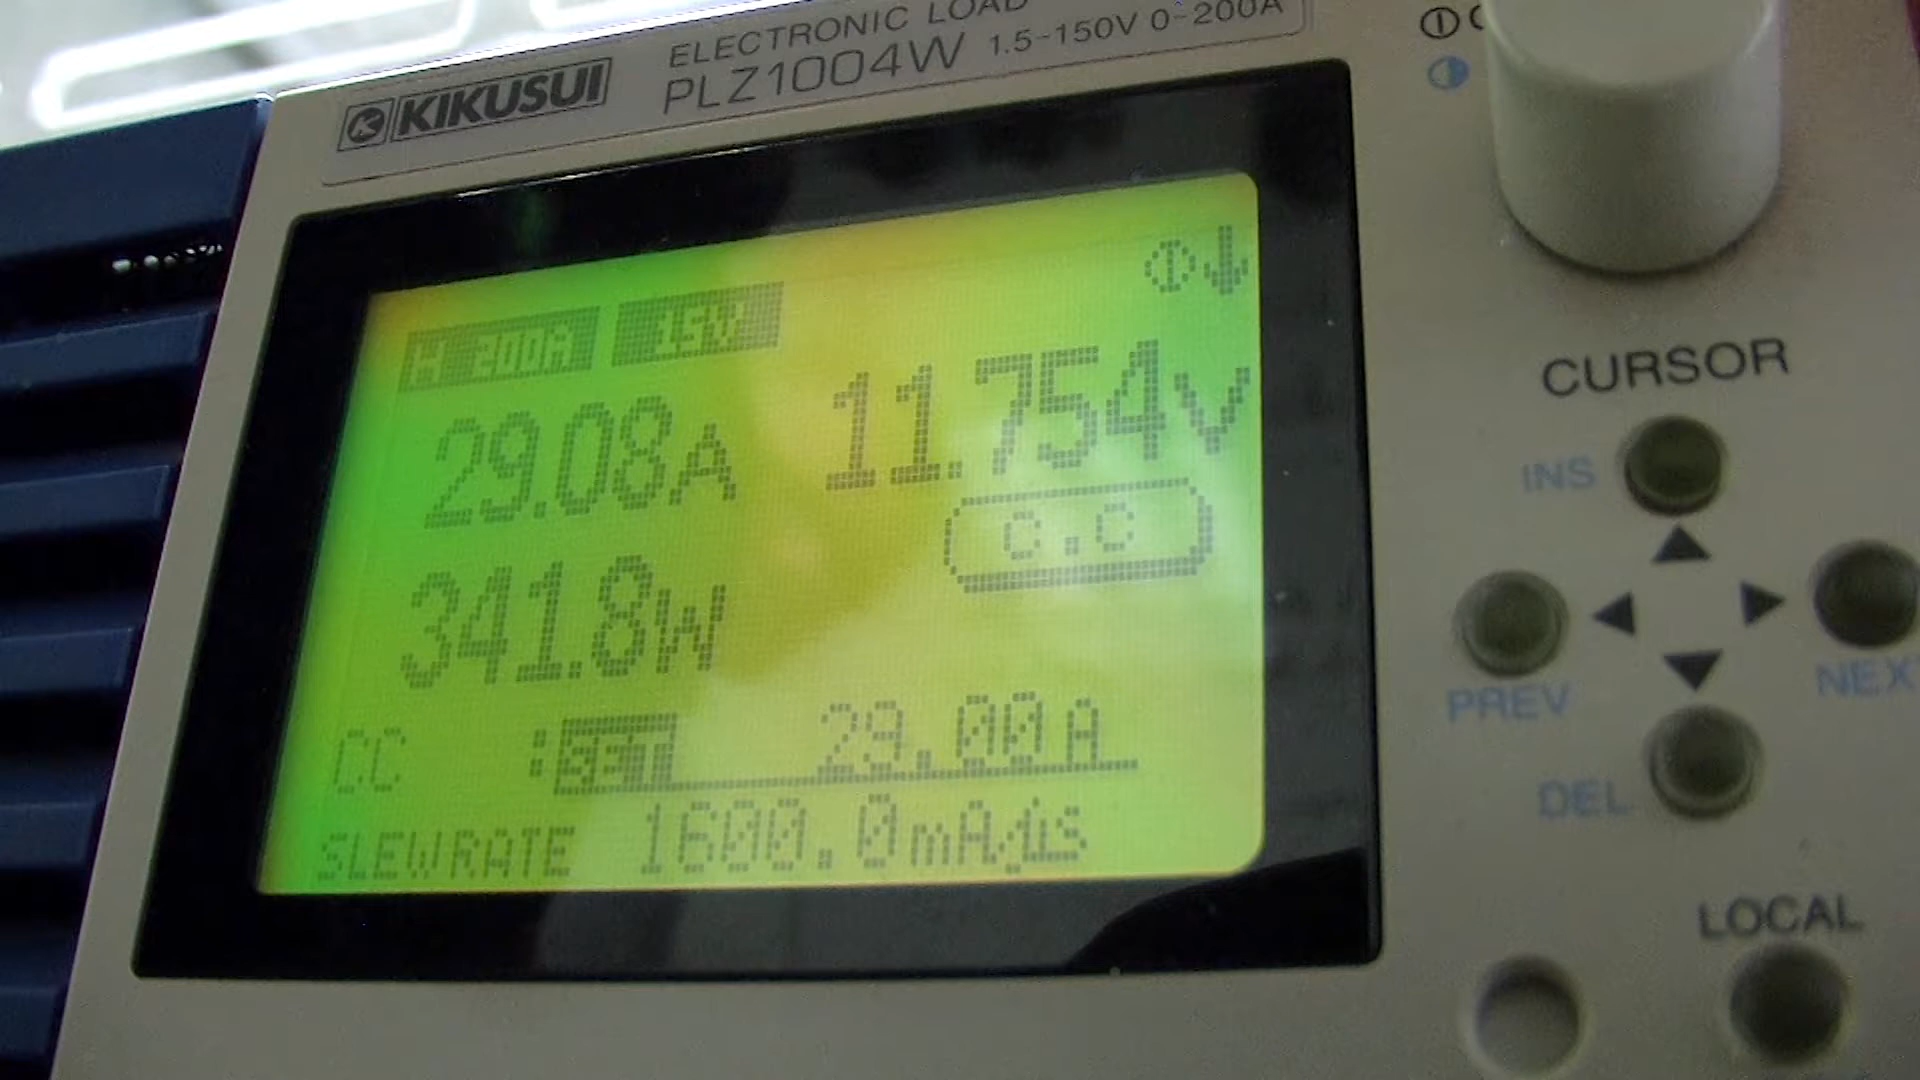 ELECTRONIC LOAD
KIKUSUI PLZ1004W 1.5-150V 0-200A
H 200A 15V
29.08A 11.754V
C.C
341.8W
CC :SET 29.00A
SLEWRATE 1600.0mA/µs
CURSOR
INS
PREV
DEL
LOCAL